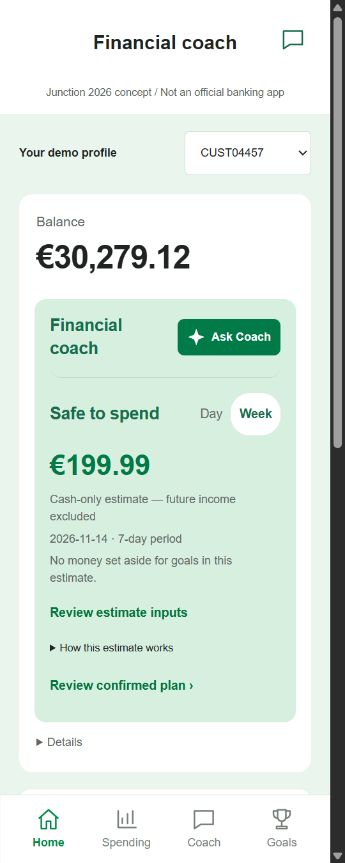 Financial coach
Junction 2026 concept / Not an official banking app
Your demo profile
CUST04457
Balance
€30,279.12
Financial
coach
Ask Coach
Safe to spend
Day
Week
€199.99
Cash-only estimate — future income
excluded
2026-11-14 · 7-day period
No money set aside for goals in this
estimate.
Review estimate inputs
How this estimate works
Review confirmed plan ›
Details
Home
Spending
Coach
Goals